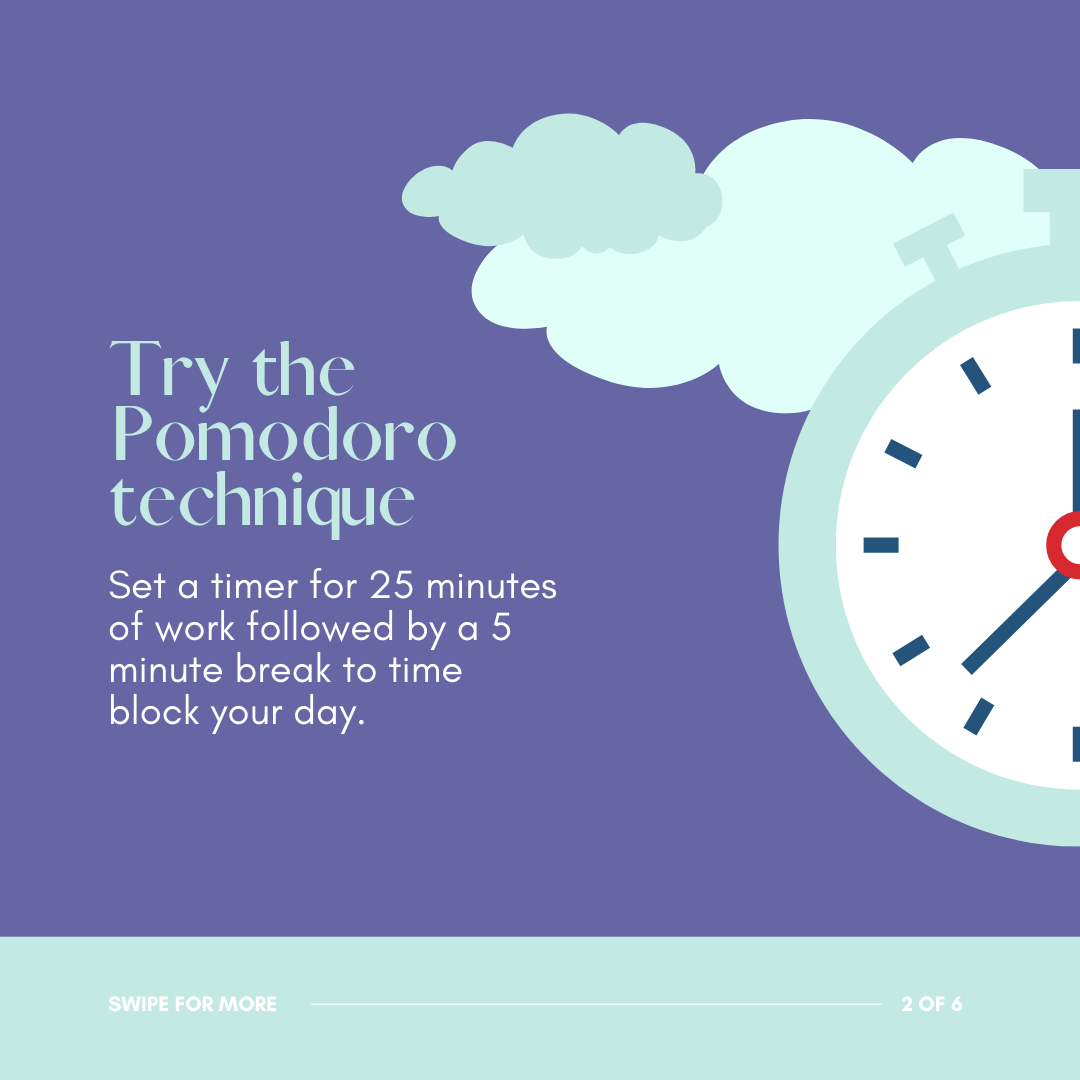 Try the
Pomodoro
technique
Set a timer for 25 minutes
of work followed by a 5
minute break to time
block your day.
SWIPE FOR MORE
2 OF 6